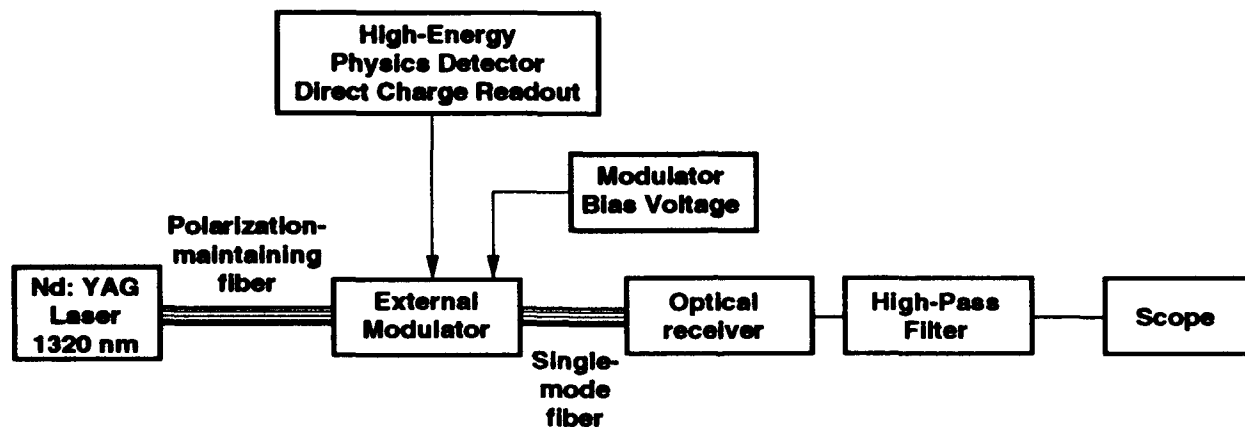 High-Energy
Physics Detector
Direct Charge Readout
Modulator
Bias Voltage
Polarization-
maintaining
fiber
Nd: YAG
Laser
1320 nm
External
Modulator
Single-
mode
fiber
Optical
receiver
High-Pass
Filter
Scope